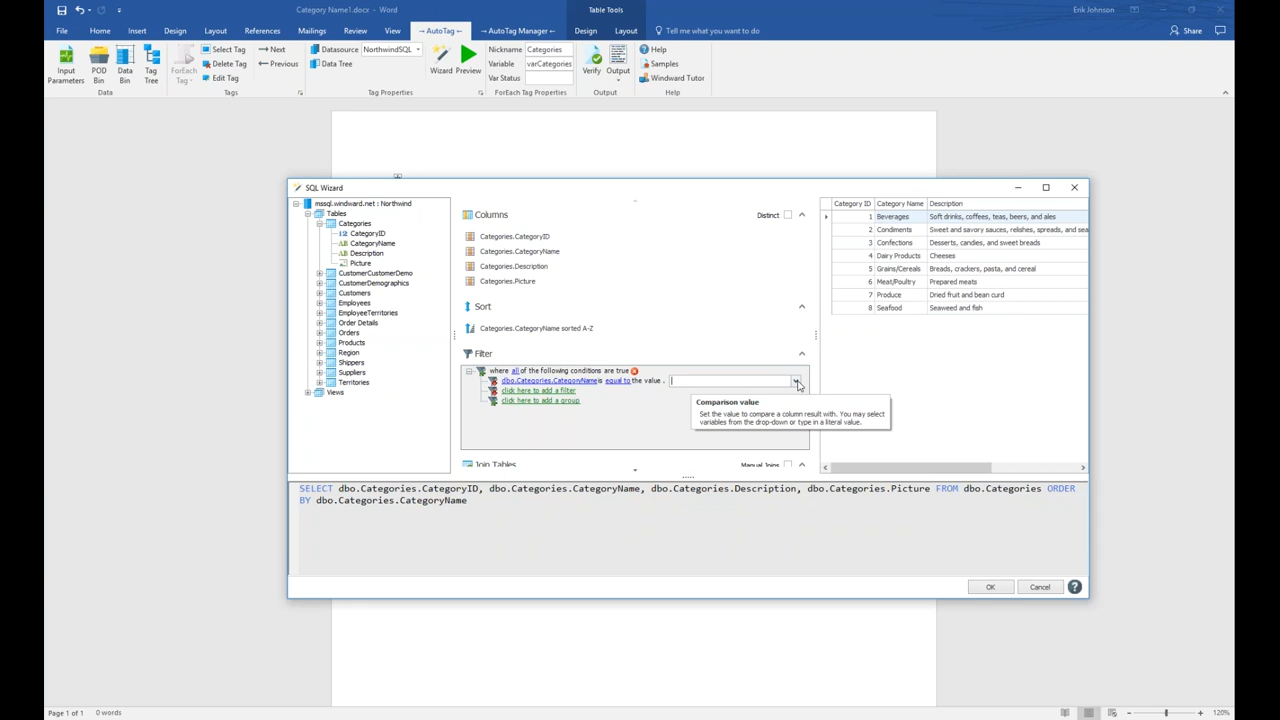 Category Name1.docx - Word
Table Tools
Erik Johnson
File Home Insert Design Layout References Mailings Review View → AutoTag ← → AutoTag Manager ← Design Layout Tell me what you want to do Share
Input Parameters
POD Bin
Data Bin
Tag Tree
Data
ForEach Tag
Select Tag
Delete Tag
Edit Tag
Tags
Next
Previous
Datasource NorthwindSQL
Data Tree
Wizard
Preview
Tag Properties
Nickname Categories
Variable varCategories
Var Status
ForEach Tag Properties
Verify
Output
Output
Help
Samples
Windward Tutor
Help
SQL Wizard
mssql.windward.net : Northwind
Tables
Categories
CategoryID
CategoryName
Description
Picture
CustomerCustomerDemo
CustomerDemographics
Customers
Employees
EmployeeTerritories
Order Details
Orders
Products
Region
Shippers
Suppliers
Territories
Views
Columns Distinct
Categories.CategoryID
Categories.CategoryName
Categories.Description
Categories.Picture
Sort
Categories.CategoryName sorted A-Z
Filter
where all of the following conditions are true
dbo.Categories.CategoryName is equal to the value .
click here to add a filter
click here to add a group
Comparison value
Set the value to compare a column result with. You may select
variables from the drop-down or type in a literal value.
Join Tables Manual Joins
Category ID Category Name Description
1 Beverages Soft drinks, coffees, teas, beers, and ales
2 Condiments Sweet and savory sauces, relishes, spreads, and sea
3 Confections Desserts, candies, and sweet breads
4 Dairy Products Cheeses
5 Grains/Cereals Breads, crackers, pasta, and cereal
6 Meat/Poultry Prepared meats
7 Produce Dried fruit and bean curd
8 Seafood Seaweed and fish
SELECT dbo.Categories.CategoryID, dbo.Categories.CategoryName, dbo.Categories.Description, dbo.Categories.Picture FROM dbo.Categories ORDER
BY dbo.Categories.CategoryName
OK Cancel
Page 1 of 1 0 words 120%